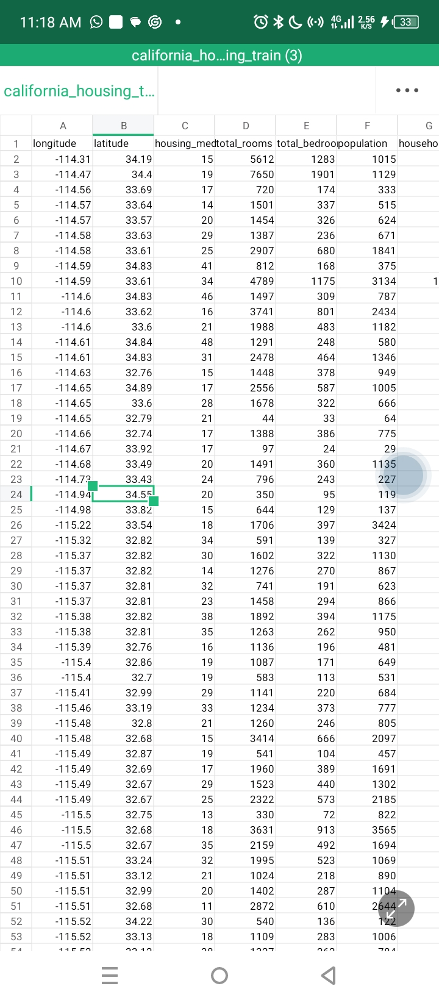 11:18 AM 4G 2.56 K/S 33
california_ho...ing_train (3)
california_housing_t...
A B C D E F G
1 longitude latitude housing_med total_rooms total_bedroo population househo
2 -114.31 34.19 15 5612 1283 1015
3 -114.47 34.4 19 7650 1901 1129
4 -114.56 33.69 17 720 174 333
5 -114.57 33.64 14 1501 337 515
6 -114.57 33.57 20 1454 326 624
7 -114.58 33.63 29 1387 236 671
8 -114.58 33.61 25 2907 680 1841
9 -114.59 34.83 41 812 168 375
10 -114.59 33.61 34 4789 1175 3134 1
11 -114.6 34.83 46 1497 309 787
12 -114.6 33.62 16 3741 801 2434
13 -114.6 33.6 21 1988 483 1182
14 -114.61 34.84 48 1291 248 580
15 -114.61 34.83 31 2478 464 1346
16 -114.63 32.76 15 1448 378 949
17 -114.65 34.89 17 2556 587 1005
18 -114.65 33.6 28 1678 322 666
19 -114.65 32.79 21 44 33 64
20 -114.66 32.74 17 1388 386 775
21 -114.67 33.92 17 97 24 29
22 -114.68 33.49 20 1491 360 1135
23 -114.73 33.43 24 796 243 227
24 -114.94 34.55 20 350 95 119
25 -114.98 33.82 15 644 129 137
26 -115.22 33.54 18 1706 397 3424
27 -115.32 32.82 34 591 139 327
28 -115.37 32.82 30 1602 322 1130
29 -115.37 32.82 14 1276 270 867
30 -115.37 32.81 32 741 191 623
31 -115.37 32.81 23 1458 294 866
32 -115.38 32.82 38 1892 394 1175
33 -115.38 32.81 35 1263 262 950
34 -115.39 32.76 16 1136 196 481
35 -115.4 32.86 19 1087 171 649
36 -115.4 32.7 19 583 113 531
37 -115.41 32.99 29 1141 220 684
38 -115.46 33.19 33 1234 373 777
39 -115.48 32.8 21 1260 246 805
40 -115.48 32.68 15 3414 666 2097
41 -115.49 32.87 19 541 104 457
42 -115.49 32.69 17 1960 389 1691
43 -115.49 32.67 29 1523 440 1302
44 -115.49 32.67 25 2322 573 2185
45 -115.5 32.75 13 330 72 822
46 -115.5 32.68 18 3631 913 3565
47 -115.5 32.67 35 2159 492 1694
48 -115.51 33.24 32 1995 523 1069
49 -115.51 33.12 21 1024 218 890
50 -115.51 32.99 20 1402 287 1104
51 -115.51 32.68 11 2872 610 2644
52 -115.52 34.22 30 540 136 122
53 -115.52 33.13 18 1109 283 1006